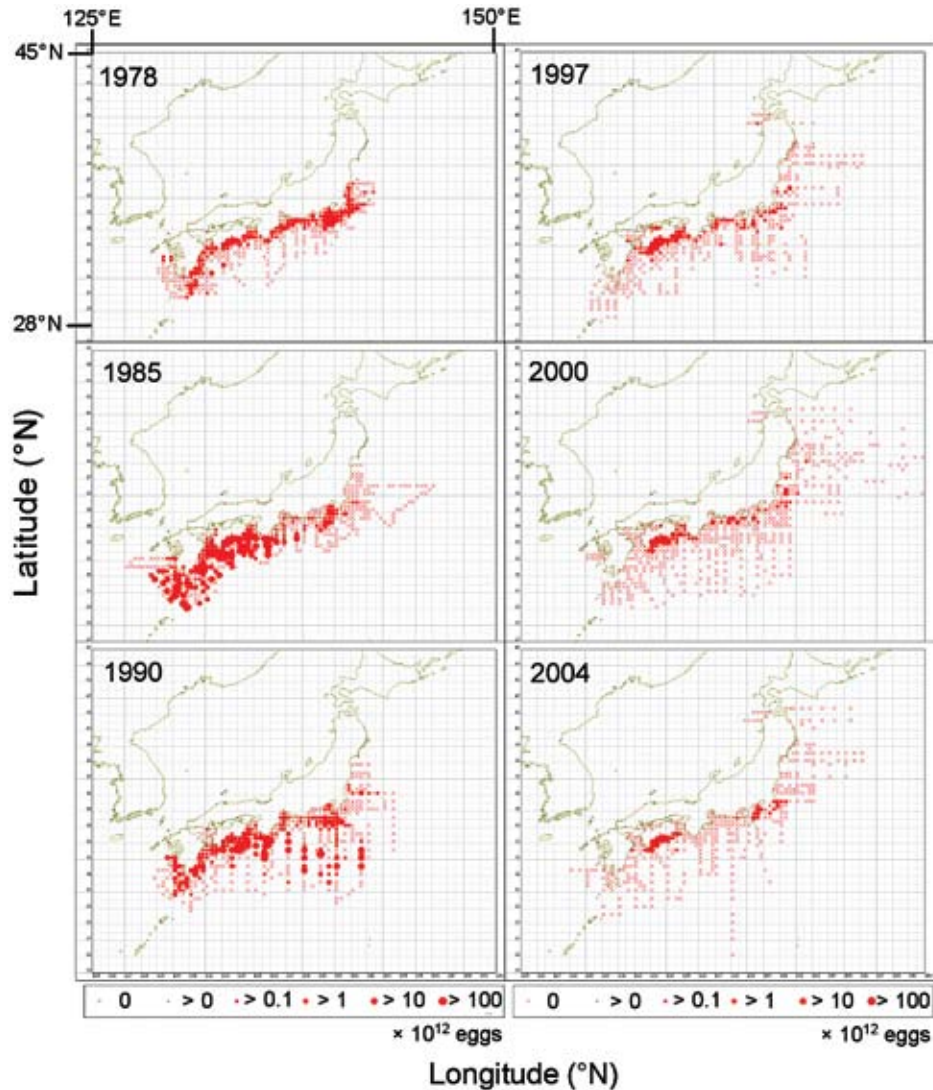 125°E 150°E
45°N
1978 1997
28°N
1985 2000
Latitude (°N)
1990 2004
0 > 0 > 0.1 > 1 > 10 > 100 0 > 0 > 0.1 > 1 > 10 > 100
× 10¹² eggs × 10¹² eggs
Longitude (°N)